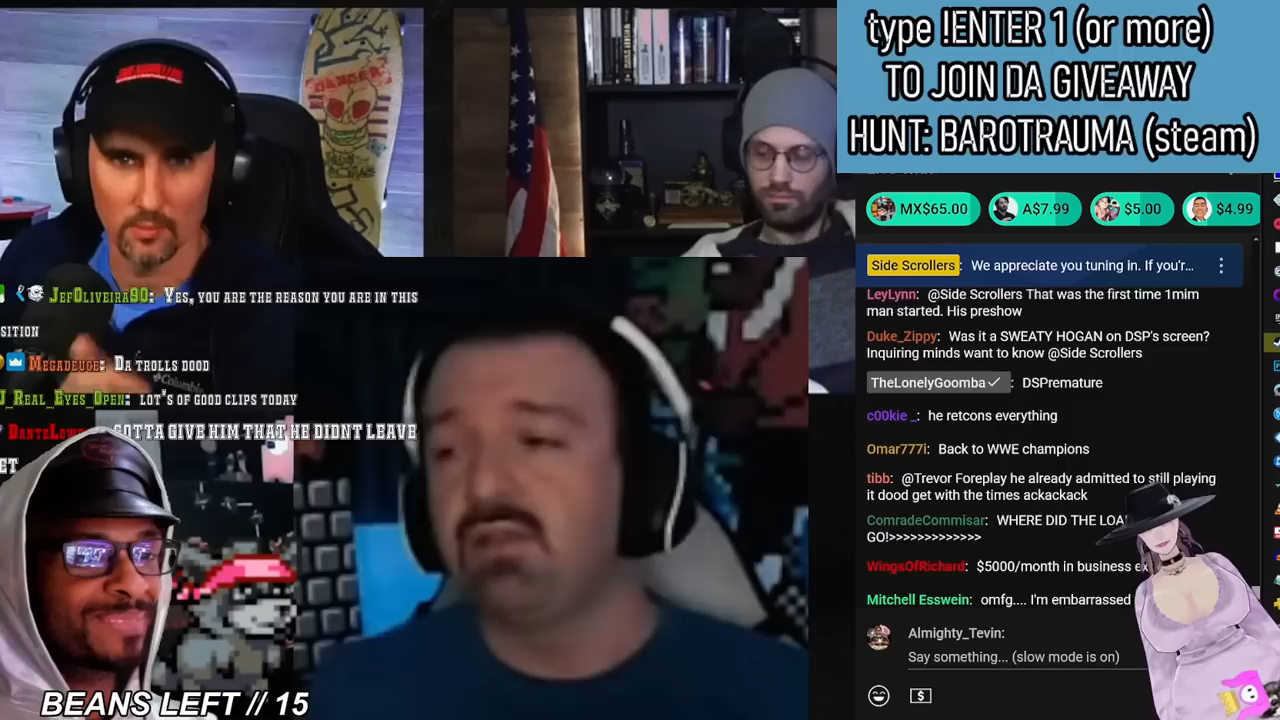 type !ENTER 1 (or more)
TO JOIN DA GIVEAWAY
HUNT: BAROTRAUMA (steam)
DANGER
MX$65.00
A$7.99
$5.00
$4.99
Side Scrollers: We appreciate you tuning in. If you'r...
LeyLynn: @Side Scrollers That was the first time 1mim
man started. His preshow
Duke_Zippy: Was it a SWEATY HOGAN on DSP's screen?
Inquiring minds want to know @Side Scrollers
TheLonelyGoomba: DSPremature
c00kie _: he retcons everything
Omar777i: Back to WWE champions
tibb: @Trevor Foreplay he already admitted to still playing
it dood get with the times ackackack
ComradeCommisar: WHERE DID THE LOA
GO!>>>>>>>>>>>>>
WingsOfRichard: $5000/month in business ex
Mitchell Esswein: omfg.... I'm embarrassed
Almighty_Tevin:
Say something... (slow mode is on)
JefOliveira90: Yes, you are the reason you are in this
sition
Megadeuce: Da trolls dood
J_Real_Eyes_Open: lot's of good clips today
Columbia
GOTTA GIVE HIM THAT HE DIDNT LEAVE
ET
BEANS LEFT // 15